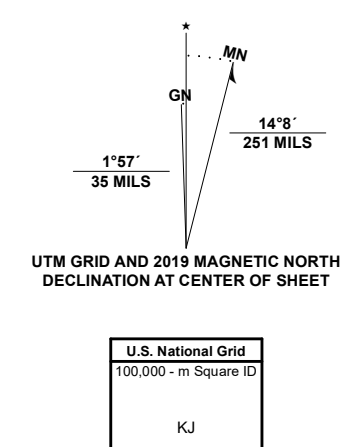 ★
MN
GN
14°8´
251 MILS
1°57´
35 MILS
UTM GRID AND 2019 MAGNETIC NORTH
DECLINATION AT CENTER OF SHEET
U.S. National Grid
100,000 - m Square ID
KJ